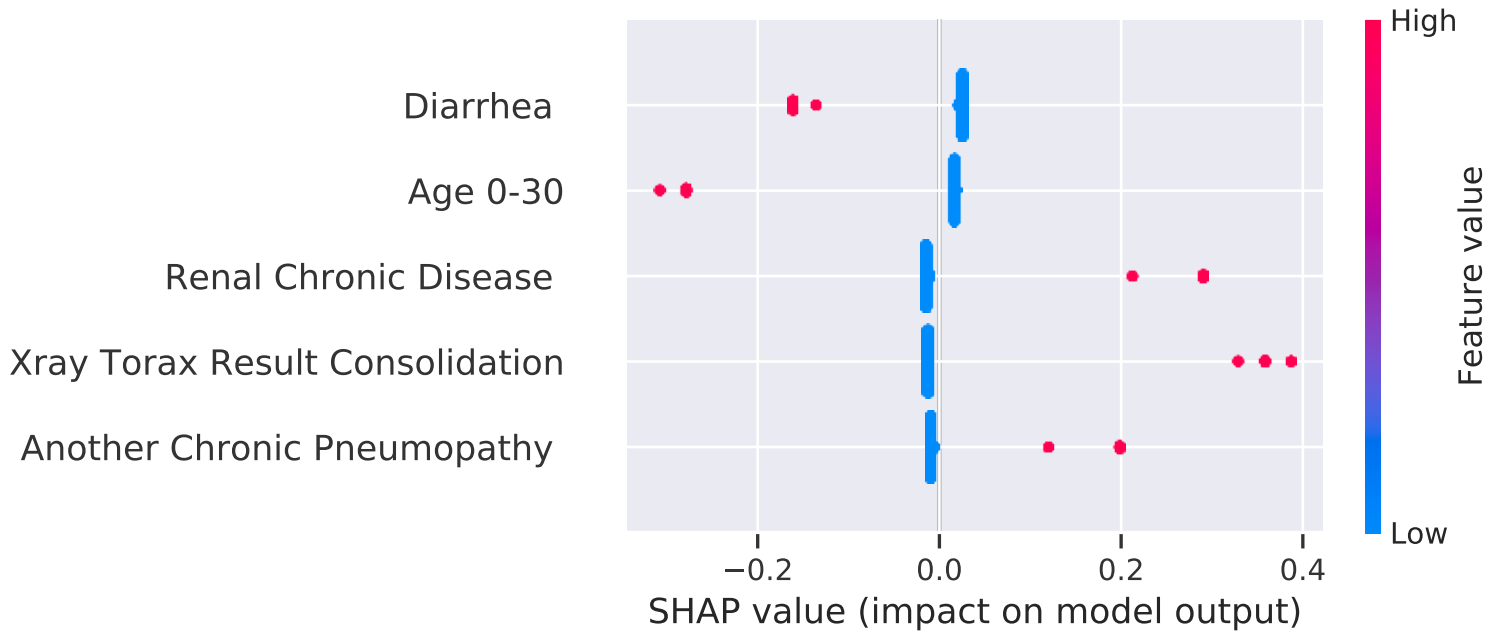 High
Diarrhea
Age 0-30
Renal Chronic Disease
Xray Torax Result Consolidation
Another Chronic Pneumopathy
Feature value
Low
−0.2 0.0 0.2 0.4
SHAP value (impact on model output)